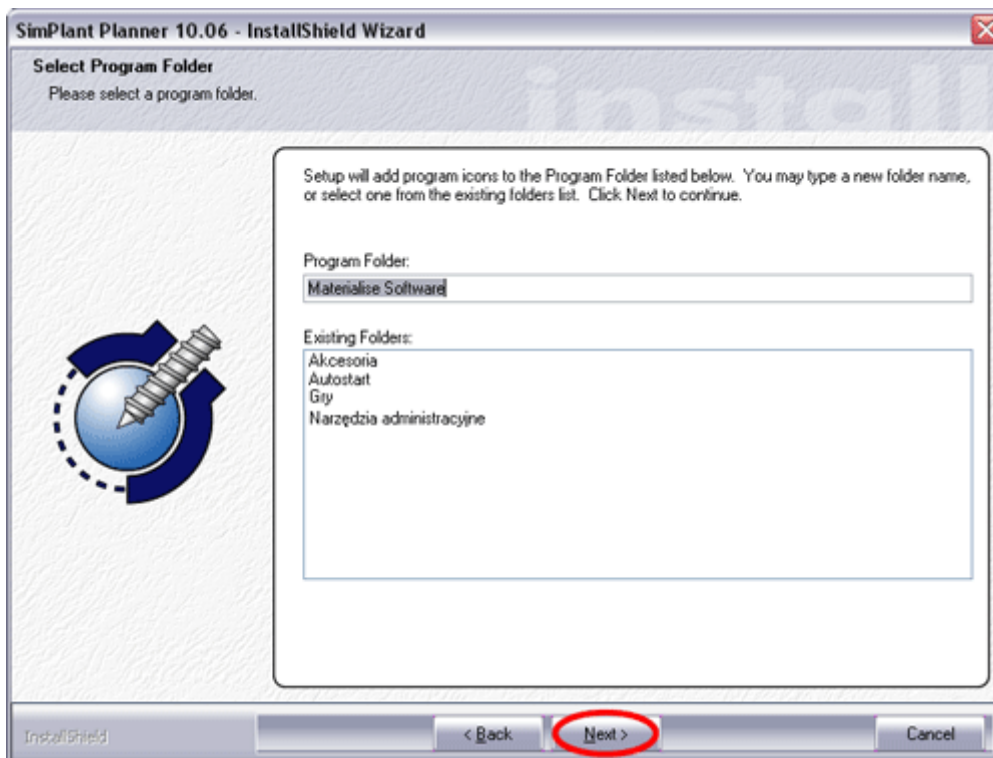 SimPlant Planner 10.06 - InstallShield Wizard
Select Program Folder
Please select a program folder.
install
Setup will add program icons to the Program Folder listed below. You may type a new folder name,
or select one from the existing folders list. Click Next to continue.
Program Folder:
Materialise Software
Existing Folders:
Akcesoria
Autostart
Gry
Narzędzia administracyjne
InstallShield
< Back
Next >
Cancel